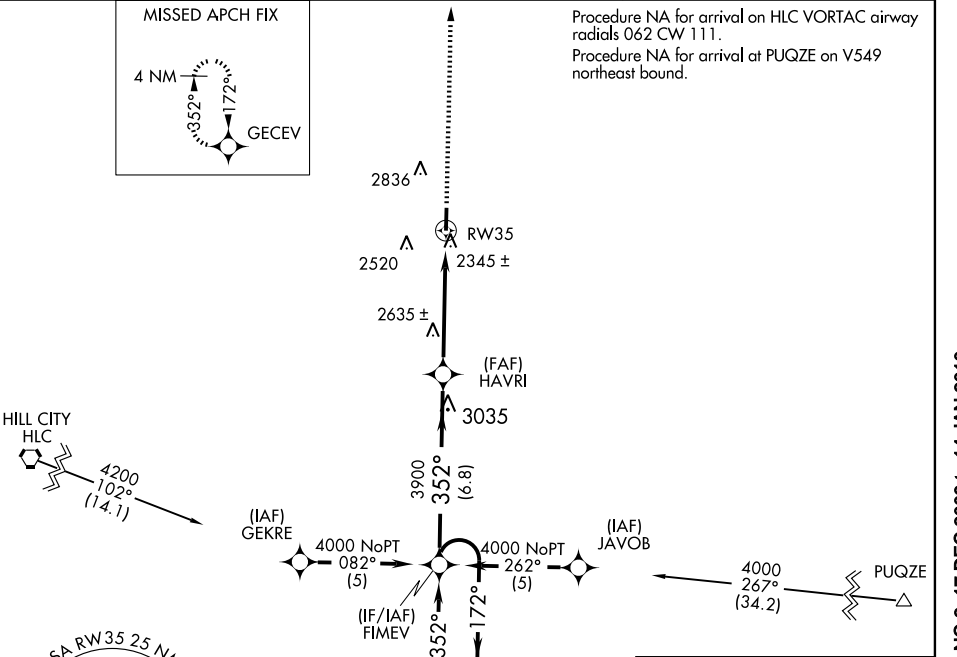 MISSED APCH FIX
4 NM
352°
172°
GECEV
Procedure NA for arrival on HLC VORTAC airway
radials 062 CW 111.
Procedure NA for arrival at PUQZE on V549
northeast bound.
2836
RW35
2520
2345 ±
2635 ±
(FAF)
HAVRI
3035
HILL CITY
HLC
4200
102°
(14.1)
3900
352°
(6.8)
(IAF)
GEKRE
4000 NoPT
082°
(5)
(IAF)
JAVOB
4000 NoPT
262°
(5)
4000
267°
(34.2)
PUQZE
(IF/IAF)
FIMEV
352°
172°
RW35 25